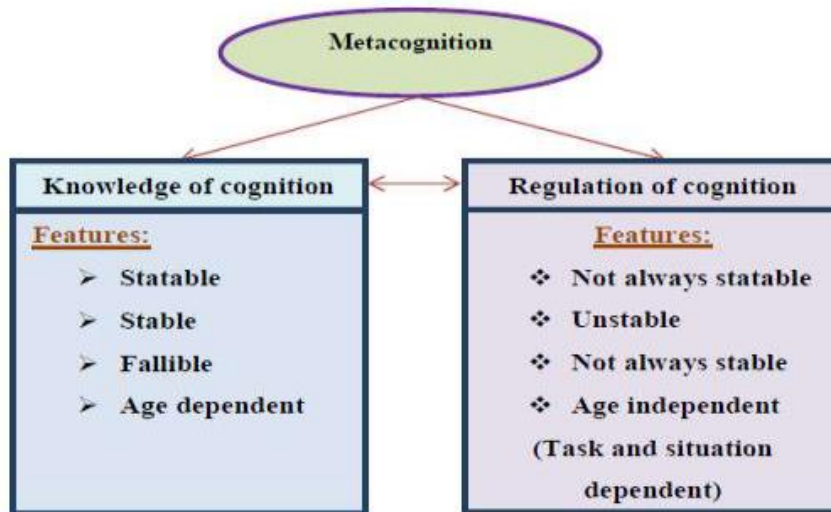 Metacognition
Knowledge of cognition
Features:
Statable
Stable
Fallible
Age dependent
Regulation of cognition
Features:
Not always statable
Unstable
Not always stable
Age independent
(Task and situation
dependent)